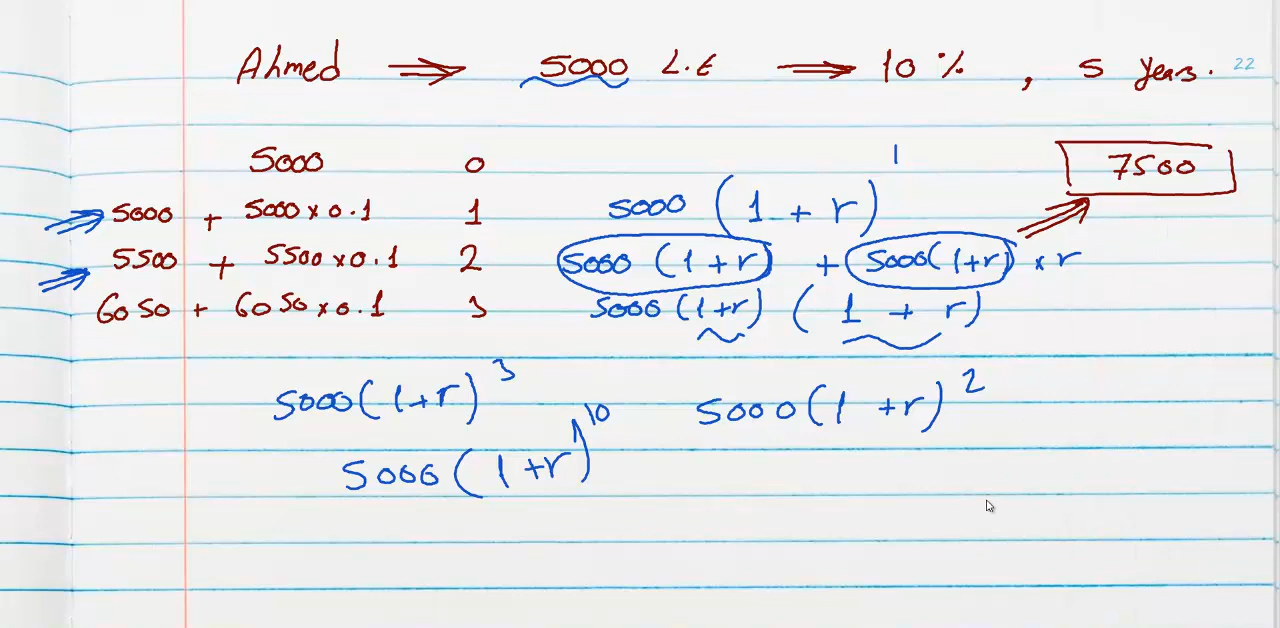 Ahmed ⇒ 5000 L.E ⇒ 10 % , 5 years. 22
5000 0
5000 + 5000 x 0.1 1
5500 + 5500 x 0.1 2
6050 + 6050 x 0.1 3
5000 (1 + r)^1
5000 (1 + r) + 5000(1+r) x r
5000 (1+r) (1 + r)
7500
5000(1+r)^3
5000(1 +r)^2
5000(1+r)^10